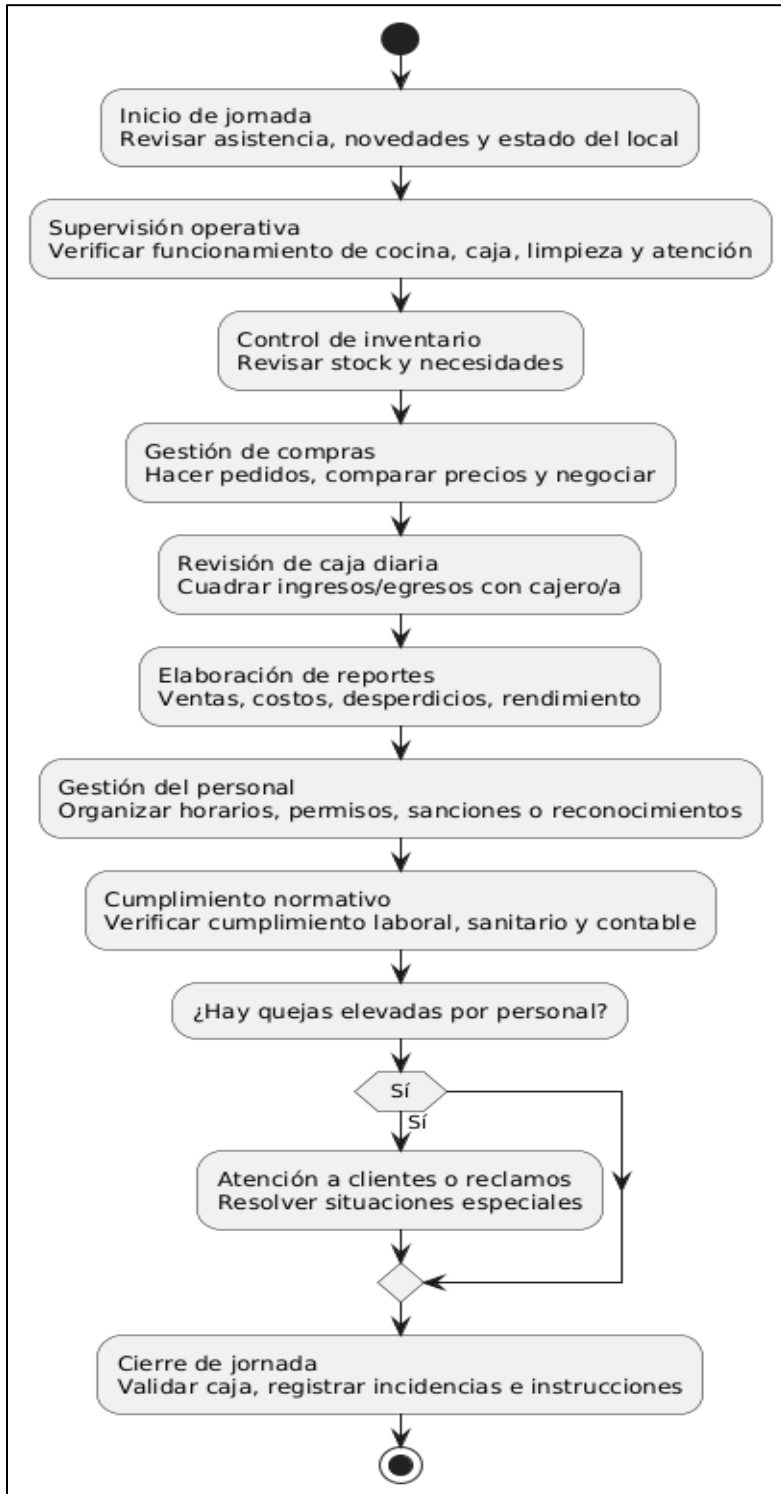 Inicio de jornada
Revisar asistencia, novedades y estado del local
Supervisión operativa
Verificar funcionamiento de cocina, caja, limpieza y atención
Control de inventario
Revisar stock y necesidades
Gestión de compras
Hacer pedidos, comparar precios y negociar
Revisión de caja diaria
Cuadrar ingresos/egresos con cajero/a
Elaboración de reportes
Ventas, costos, desperdicios, rendimiento
Gestión del personal
Organizar horarios, permisos, sanciones o reconocimientos
Cumplimiento normativo
Verificar cumplimiento laboral, sanitario y contable
¿Hay quejas elevadas por personal?
Sí
Sí
Atención a clientes o reclamos
Resolver situaciones especiales
Cierre de jornada
Validar caja, registrar incidencias e instrucciones